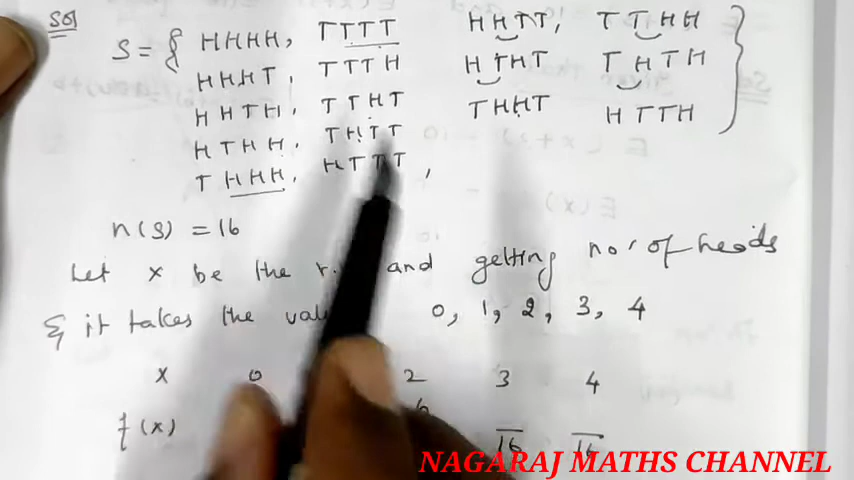 Sol
S = { HHHH, TTTT HHTT, TTHH }
HHHT, TTTH HTHT THTH
HHTH, TTHT THHT HTTH
HTHH, THTT
THHH, HTTT,
n(S) = 16
Let x be the r. and getting no. of heads
& it takes the val 0, 1, 2, 3, 4
x 0 2 3 4
f(x) 6 16 16
NAGARAJ MATHS CHANNEL